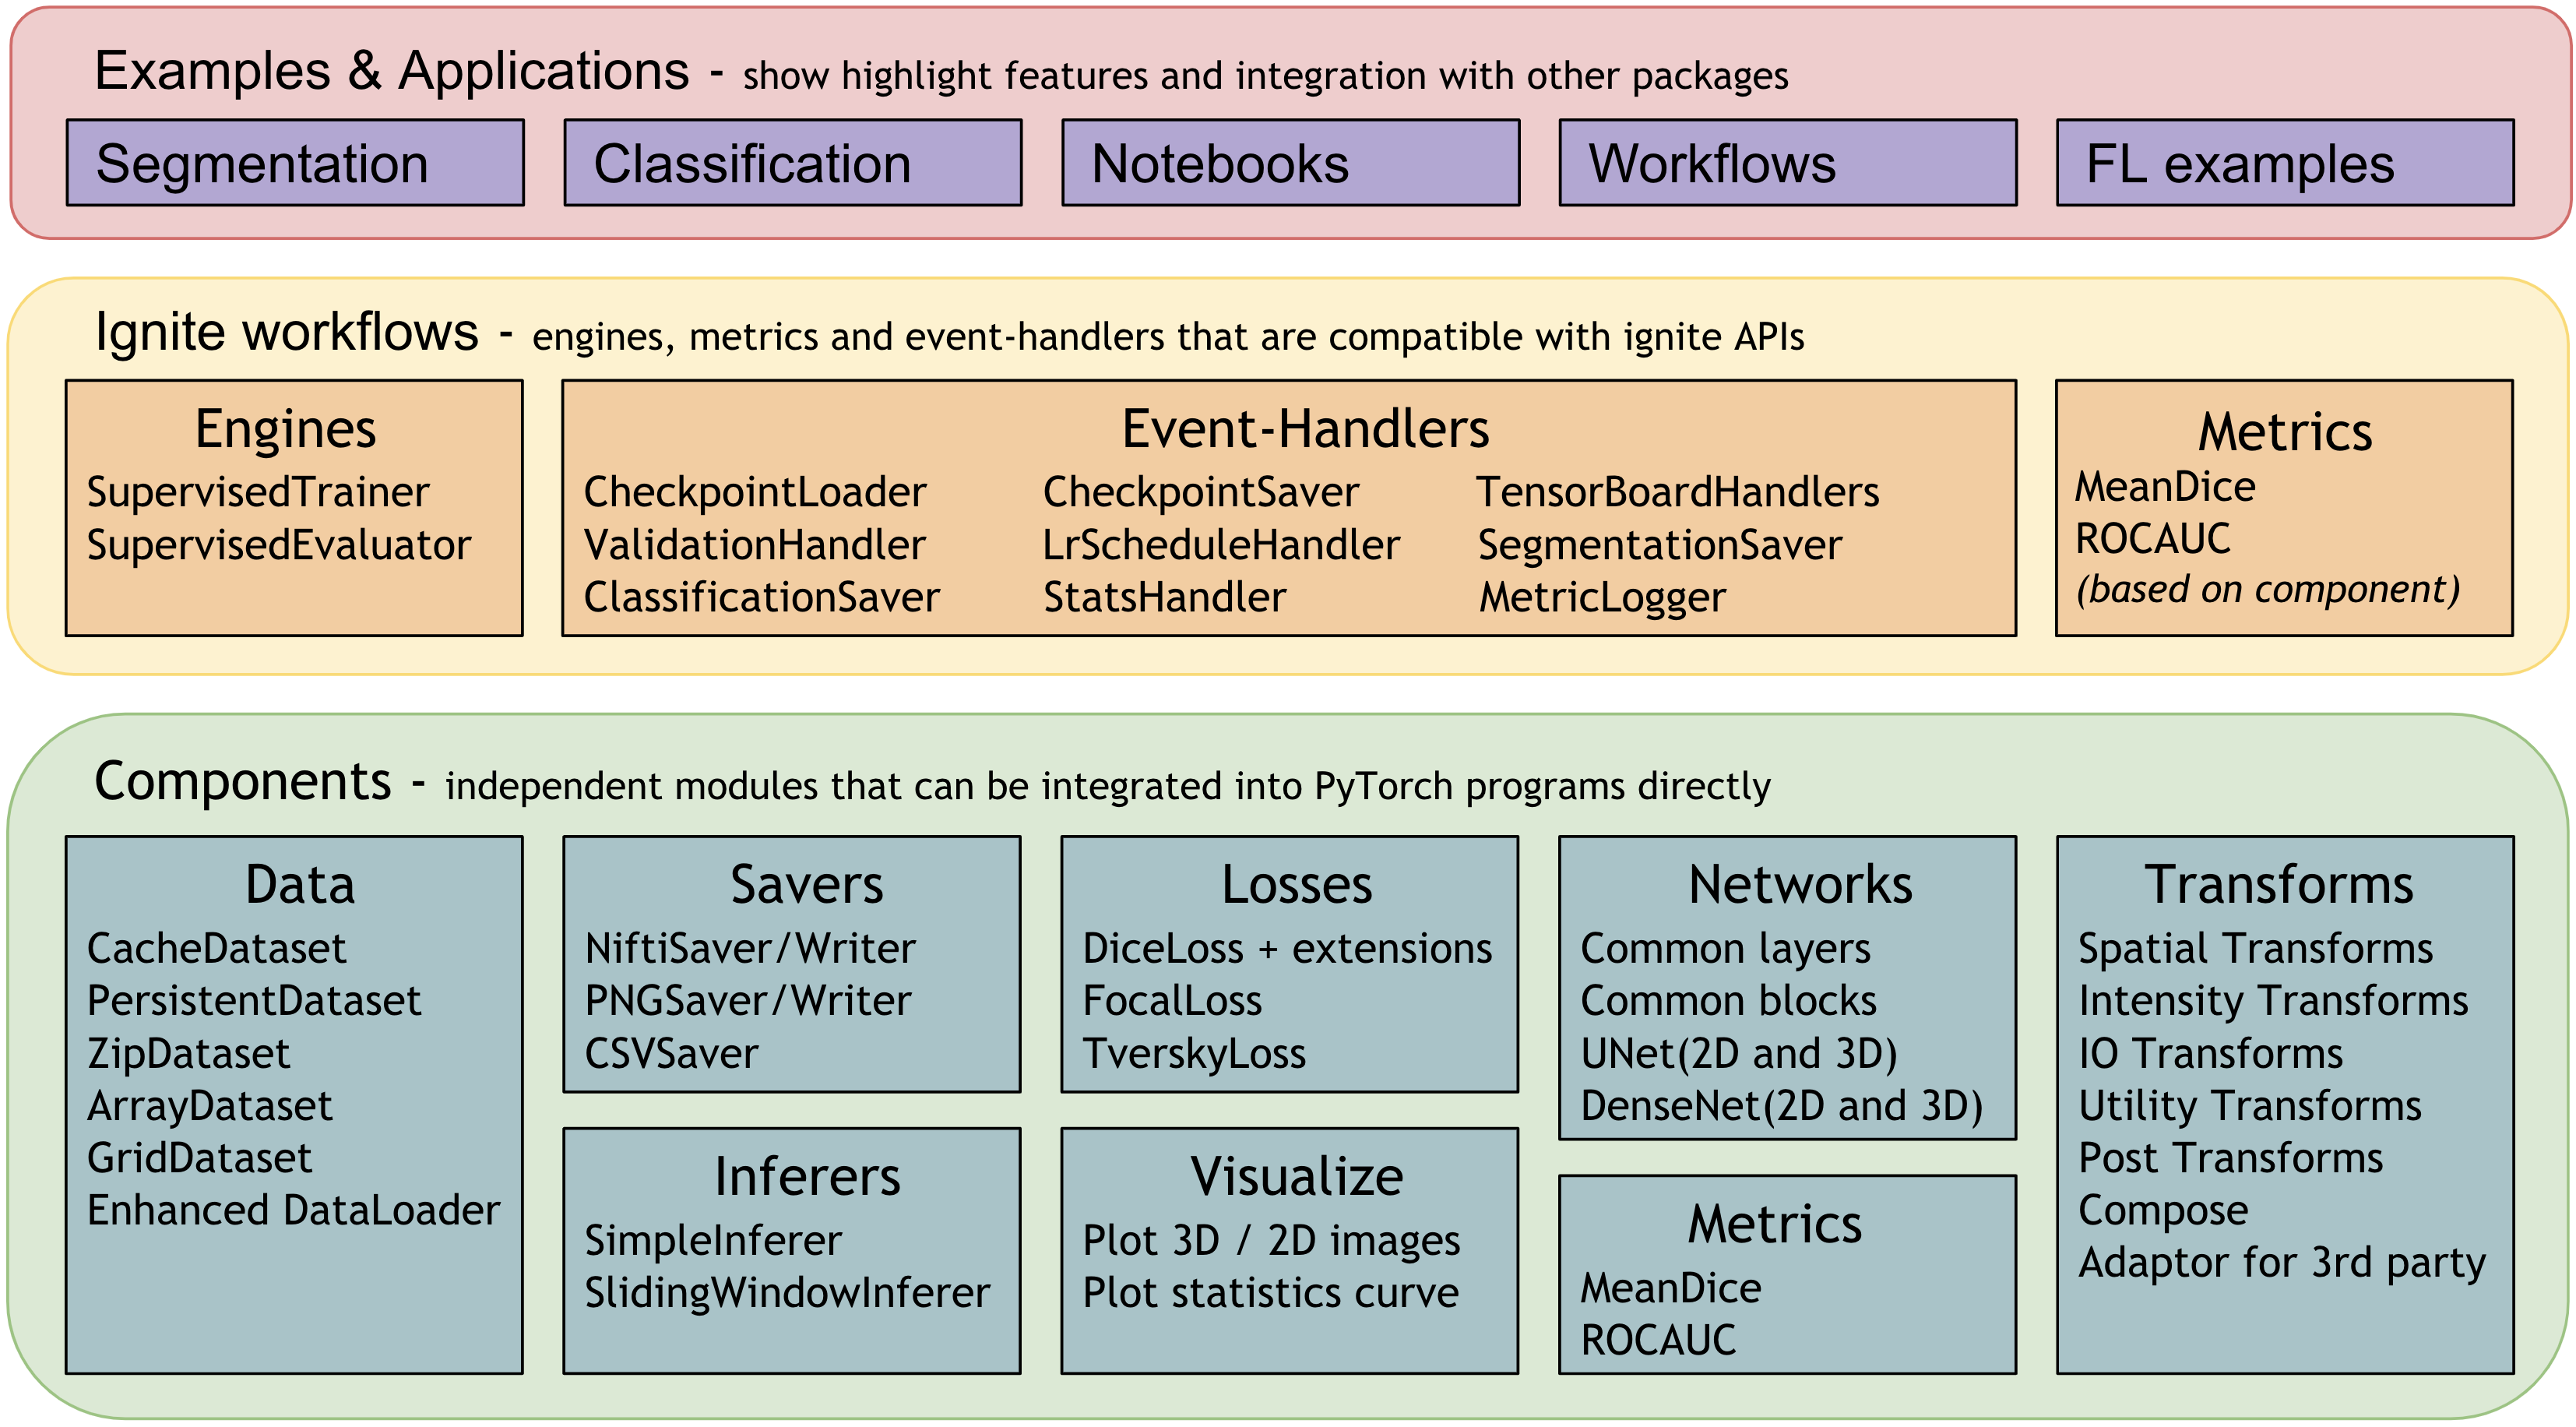 Examples & Applications - show highlight features and integration with other packages
Segmentation
Classification
Notebooks
Workflows
FL examples
Ignite workflows - engines, metrics and event-handlers that are compatible with ignite APIs
Engines
SupervisedTrainer
SupervisedEvaluator
Event-Handlers
CheckpointLoader
ValidationHandler
ClassificationSaver
CheckpointSaver
LrScheduleHandler
StatsHandler
TensorBoardHandlers
SegmentationSaver
MetricLogger
Metrics
MeanDice
ROCAUC
(based on component)
Components - independent modules that can be integrated into PyTorch programs directly
Data
CacheDataset
PersistentDataset
ZipDataset
ArrayDataset
GridDataset
Enhanced DataLoader
Savers
NiftiSaver/Writer
PNGSaver/Writer
CSVSaver
Inferers
SimpleInferer
SlidingWindowInferer
Losses
DiceLoss + extensions
FocalLoss
TverskyLoss
Visualize
Plot 3D / 2D images
Plot statistics curve
Networks
Common layers
Common blocks
UNet(2D and 3D)
DenseNet(2D and 3D)
Metrics
MeanDice
ROCAUC
Transforms
Spatial Transforms
Intensity Transforms
IO Transforms
Utility Transforms
Post Transforms
Compose
Adaptor for 3rd party